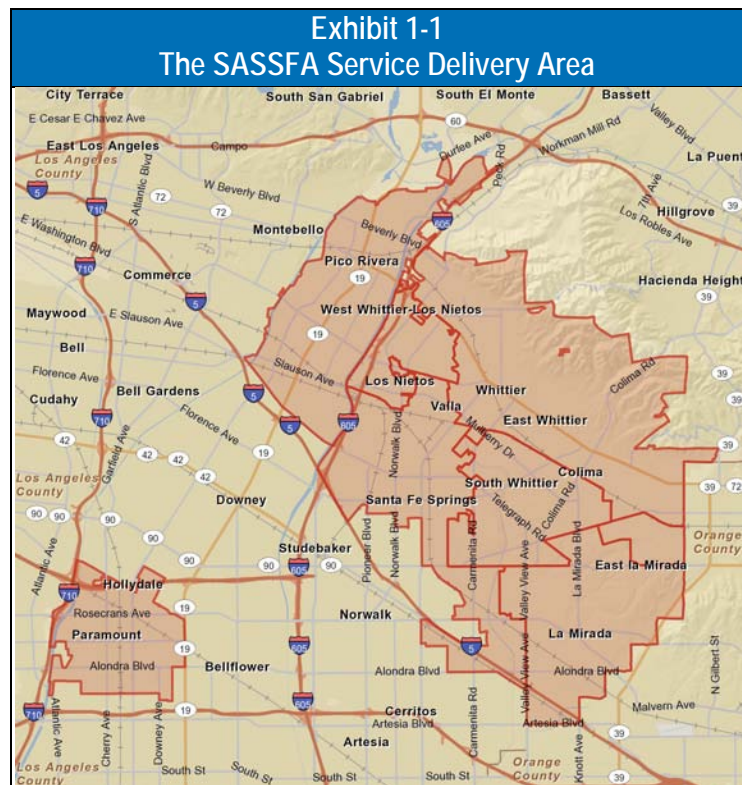 Exhibit 1-1
The SASSFA Service Delivery Area
City Terrace
South San Gabriel
South El Monte
Bassett
E Cesar E Chavez Ave
60
Durfee Ave
Peck Rd
Workman Mill Rd
Valley Blvd
East Los Angeles
Campo
La Puent
Los Angeles
County
S Atlantic Blvd
5
W Beverly Blvd
72
72
7th Ave
710
Montebello
Beverly Blvd
605
Hillgrove
39
Los Robles Ave
E Washington Blvd
710
Commerce
Pico Rivera
19
Hacienda Height
39
5
Maywood
E Slauson Ave
19
West Whittier-Los Nietos
Bell
Slauson Ave
Florence Ave
Bell Gardens
Los Nietos
Whittier
Colima Rd
39
39
Cudahy
5
Valla
710
Florence Ave
5
605
East Whittier
Mulberry Dr
Norwalk Blvd
42
42
42
19
39
Garfield Ave
Colima
Los Angeles
County
South Whittier
39
72
Downey
Santa Fe Springs
Telegraph Rd
Colima Rd
90
90
90
90
90
Orange
County
Studebaker
Pioneer Blvd
Norwalk Blvd
Carmenita Rd
Valley View Ave
La Mirada Blvd
East la Mirada
605
90
Atlantic Ave
710
Hollydale
Rosecrans Ave
19
Norwalk
Paramount
La Mirada
5
19
Alondra Blvd
Bellflower
Alondra Blvd
Valley View Ave
Alondra Blvd
N Gilbert St
605
Malvern Ave
710
Atlantic Ave
Cherry Ave
Downey Ave
19
Cerritos
Artesia Blvd
Carmenita Rd
Artesia Blvd
39
Artesia
Knott Ave
Los Angeles
County
South St
South St
South St
South St
Orange
County
39